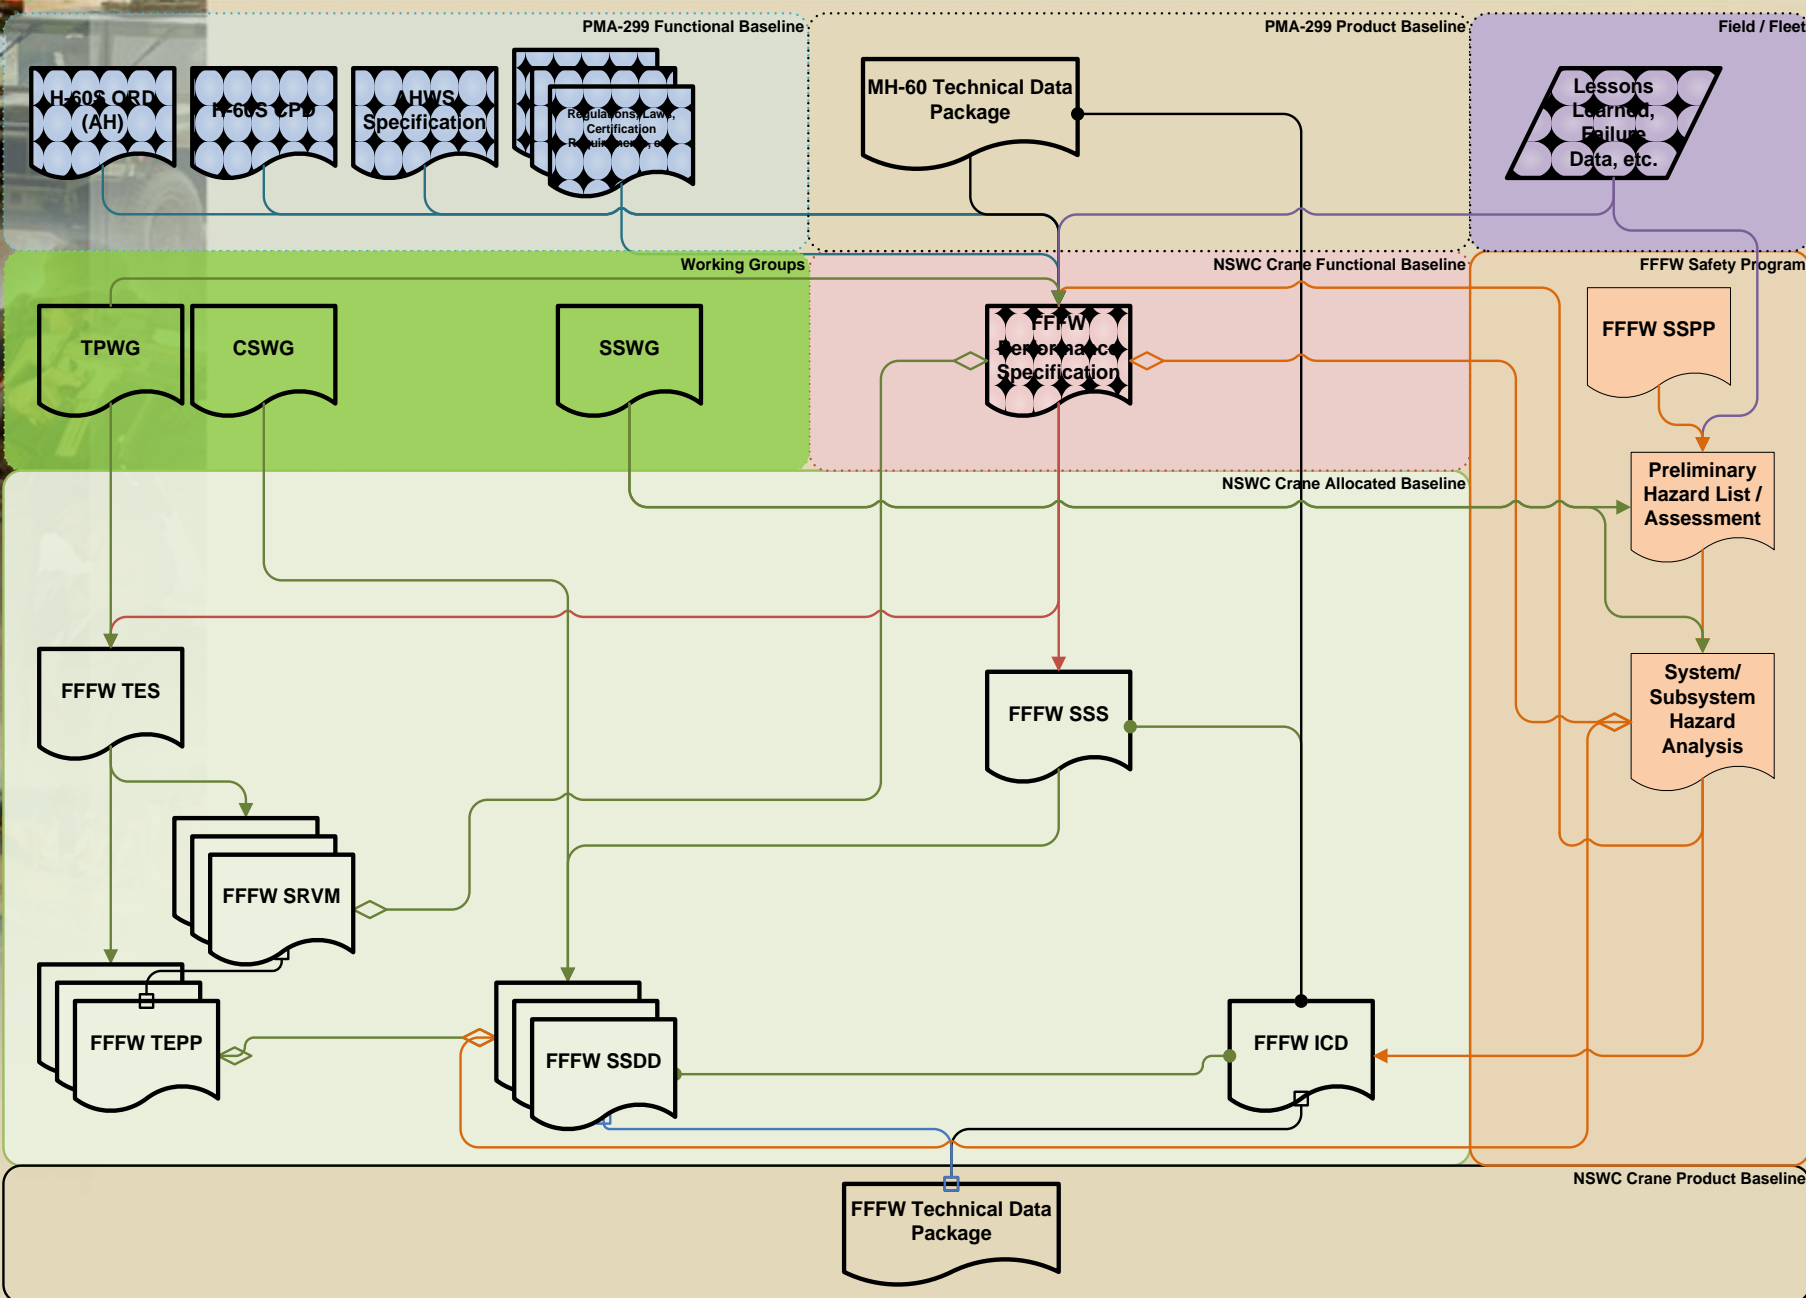 PMA-299 Functional Baseline
PMA-299 Product Baseline
Field / Fleet
H-60S ORD
(AH)
H-60S CPD
AHWS
Specification
Regulations, Laws,
Certification
Requirements, etc.
MH-60 Technical Data
Package
Lessons
Learned,
Failure
Data, etc.
Working Groups
NSWC Crane Functional Baseline
FFFW Safety Program
TPWG
CSWG
SSWG
FFFW
Performance
Specification
FFFW SSPP
NSWC Crane Allocated Baseline
Preliminary
Hazard List /
Assessment
FFFW TES
FFFW SSS
System/
Subsystem
Hazard
Analysis
FFFW SRVM
FFFW TEPP
FFFW SSDD
FFFW ICD
NSWC Crane Product Baseline
FFFW Technical Data
Package